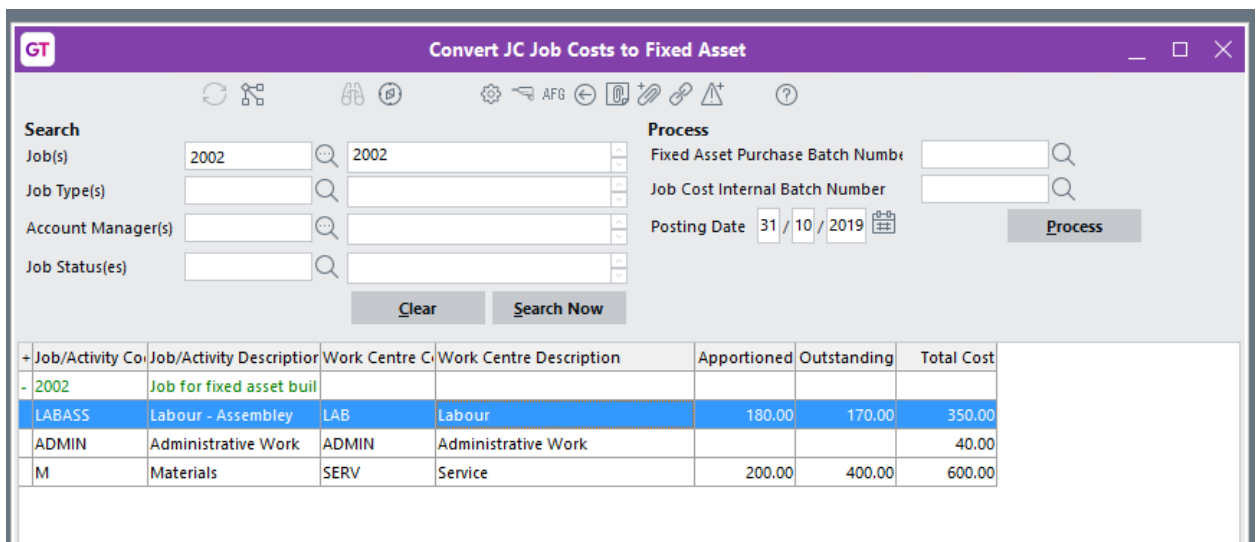 GT Convert JC Job Costs to Fixed Asset
AFG
Search
Process
Job(s) 2002 2002
Fixed Asset Purchase Batch Numbe
Job Type(s)
Job Cost Internal Batch Number
Account Manager(s)
Posting Date 31 / 10 / 2019
Process
Job Status(es)
Clear Search Now
+ Job/Activity Co Job/Activity Description Work Centre C Work Centre Description Apportioned Outstanding Total Cost
- 2002 Job for fixed asset buil
LABASS Labour - Assembley LAB Labour 180.00 170.00 350.00
ADMIN Administrative Work ADMIN Administrative Work 40.00
M Materials SERV Service 200.00 400.00 600.00